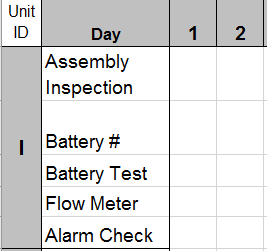 Unit
ID
Day
1
2
Assembly
Inspection
I
Battery #
Battery Test
Flow Meter
Alarm Check